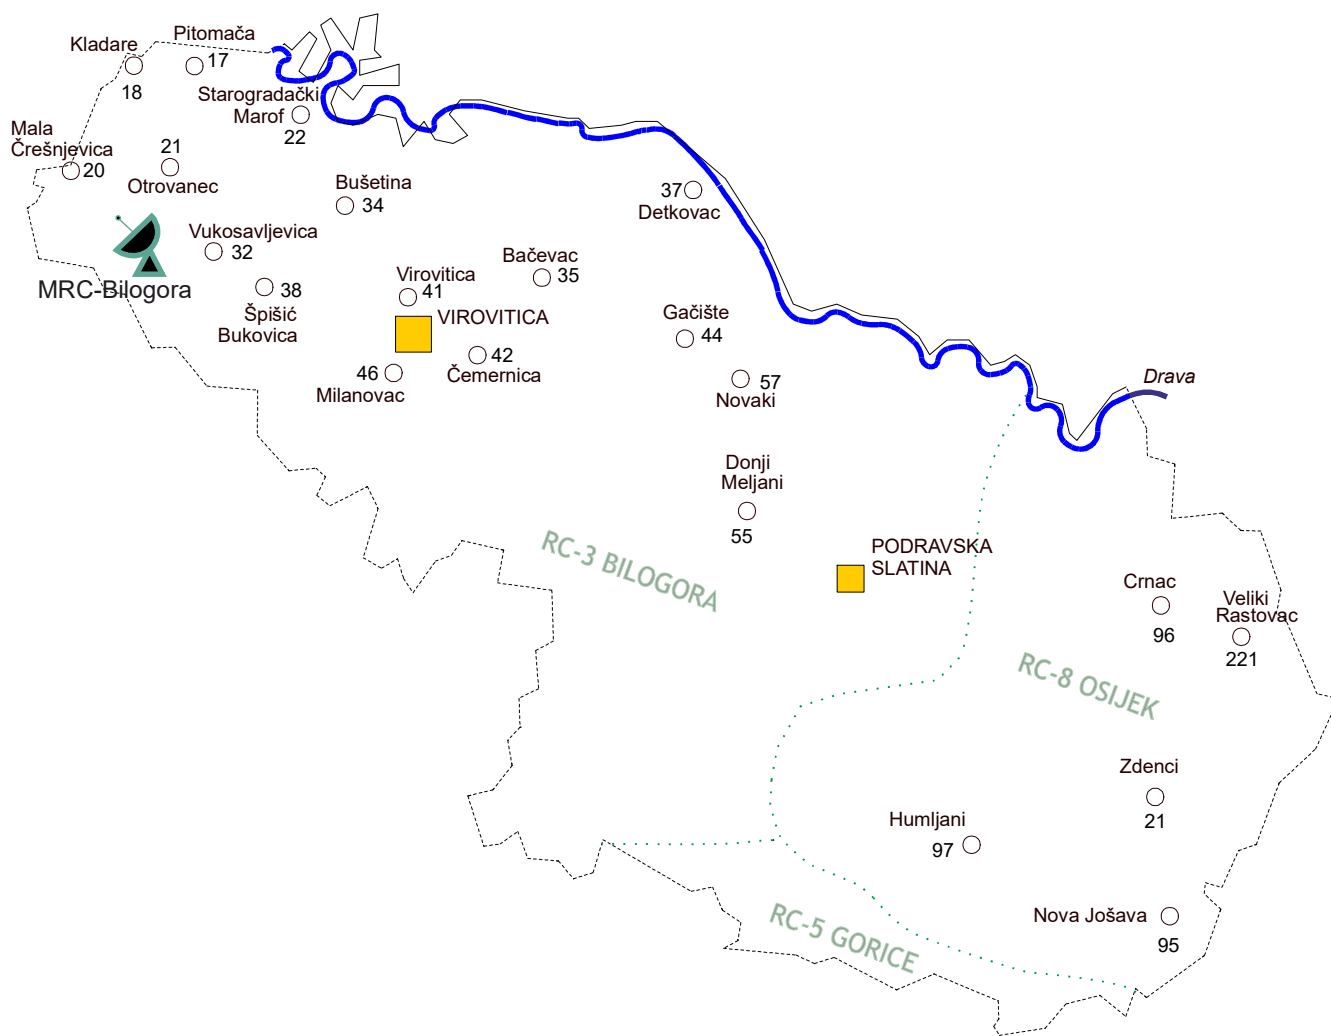 Pitomača
17
Kladare
18
Starogradački
Marof
22
Mala
Črešnjevica
20
21
Otrovanec
Bušetina
34
37
Detkovac
Vukosavljevica
32
MRC-Bilogora
38
Špišić
Bukovica
Bačevac
35
Virovitica
41
VIROVITICA
Gačište
44
42
Čemernica
46
Milanovac
57
Novaki
Drava
Donji
Meljani
55
RC-3 BILOGORA
PODRAVSKA
SLATINA
Crnac
96
Veliki
Rastovac
221
RC-8 OSIJEK
Zdenci
21
Humljani
97
RC-5 GORICE
Nova Jošava
95